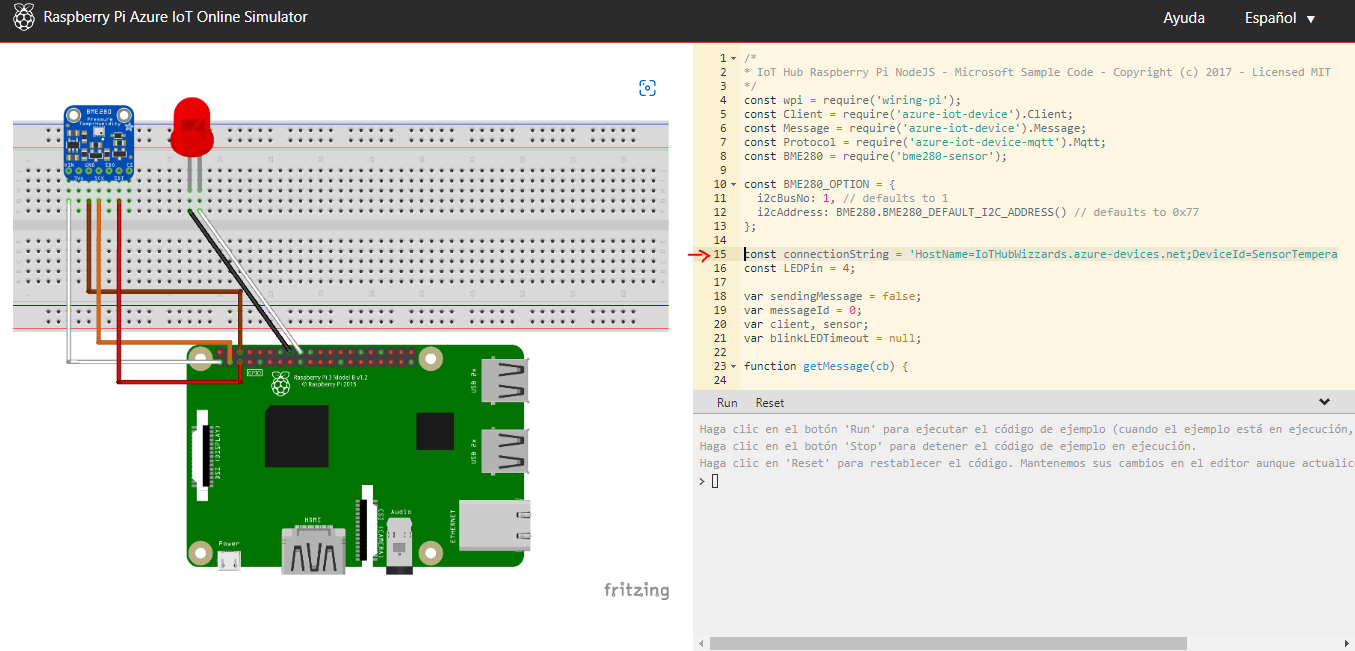 Raspberry Pi Azure IoT Online Simulator
Ayuda
Español ▼
BME280
Pressure
Temp+Humidity
VIN GND SDO CS
3Vo SCK SDI
GPIO
Raspberry Pi 3 Model B v1.2
© Raspberry Pi 2015
USB 2x
USB 2x
DSI (DISPLAY)
CSI (CAMERA)
Audio
HDMI
ETHERNET
Power
fritzing
1 /*
2 * IoT Hub Raspberry Pi NodeJS - Microsoft Sample Code - Copyright (c) 2017 - Licensed MIT
3 */
4 const wpi = require('wiring-pi');
5 const Client = require('azure-iot-device').Client;
6 const Message = require('azure-iot-device').Message;
7 const Protocol = require('azure-iot-device-mqtt').Mqtt;
8 const BME280 = require('bme280-sensor');
9
10 const BME280_OPTION = {
11 i2cBusNo: 1, // defaults to 1
12 i2cAddress: BME280.BME280_DEFAULT_I2C_ADDRESS() // defaults to 0x77
13 };
14
15 const connectionString = 'HostName=IoTHubWizzards.azure-devices.net;DeviceId=SensorTempera
16 const LEDPin = 4;
17
18 var sendingMessage = false;
19 var messageId = 0;
20 var client, sensor;
21 var blinkLEDTimeout = null;
22
23 function getMessage(cb) {
24
Run Reset
Haga clic en el botón 'Run' para ejecutar el código de ejemplo (cuando el ejemplo está en ejecución,
Haga clic en el botón 'Stop' para detener el código de ejemplo en ejecución.
Haga clic en 'Reset' para restablecer el código. Mantenemos sus cambios en el editor aunque actualic
>